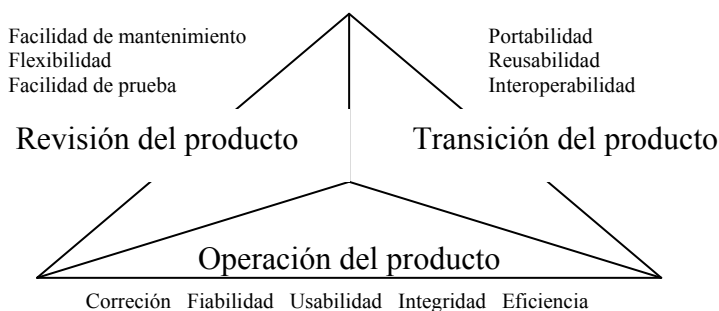 Facilidad de mantenimiento
Flexibilidad
Facilidad de prueba
Portabilidad
Reusabilidad
Interoperabilidad
Revisión del producto
Transición del producto
Operación del producto
Correción Fiabilidad Usabilidad Integridad Eficiencia